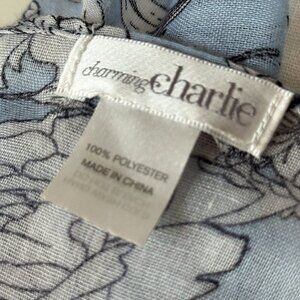 charming charlie
100% POLYESTER
MADE IN CHINA